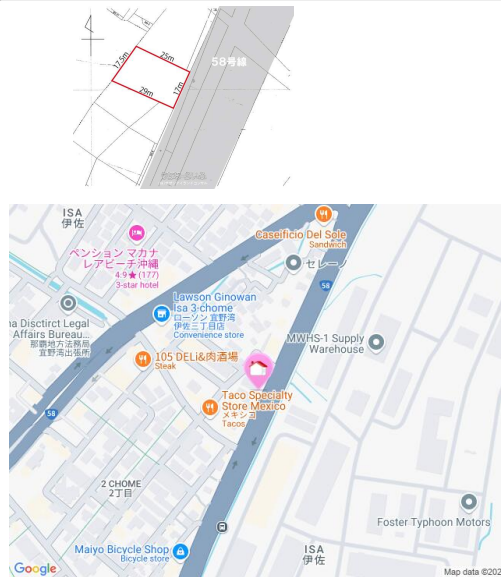 25m
17.5m
58号線
29m
17m
ISA
伊佐
Caseificio Del Sole
Sandwich
ペンション マカナ
レアビーチ沖縄
4.9★(177)
3-star hotel
セレーノ
58
Lawson Ginowan
Isa 3-chome
ローソン 宜野湾
伊佐三丁目店
Convenience store
na Disctirct Legal
Affairs Bureau...
那覇地方法務局
宜野湾出張所
MWHS-1 Supply
Warehouse
105 DELI&肉酒場
Steak
Taco Specialty
Store Mexico
メキシコ
Tacos
58
2 CHOME
2丁目
Foster Typhoon Motors
Maiyo Bicycle Shop
Bicycle store
ISA
伊佐
Google
Map data ©202